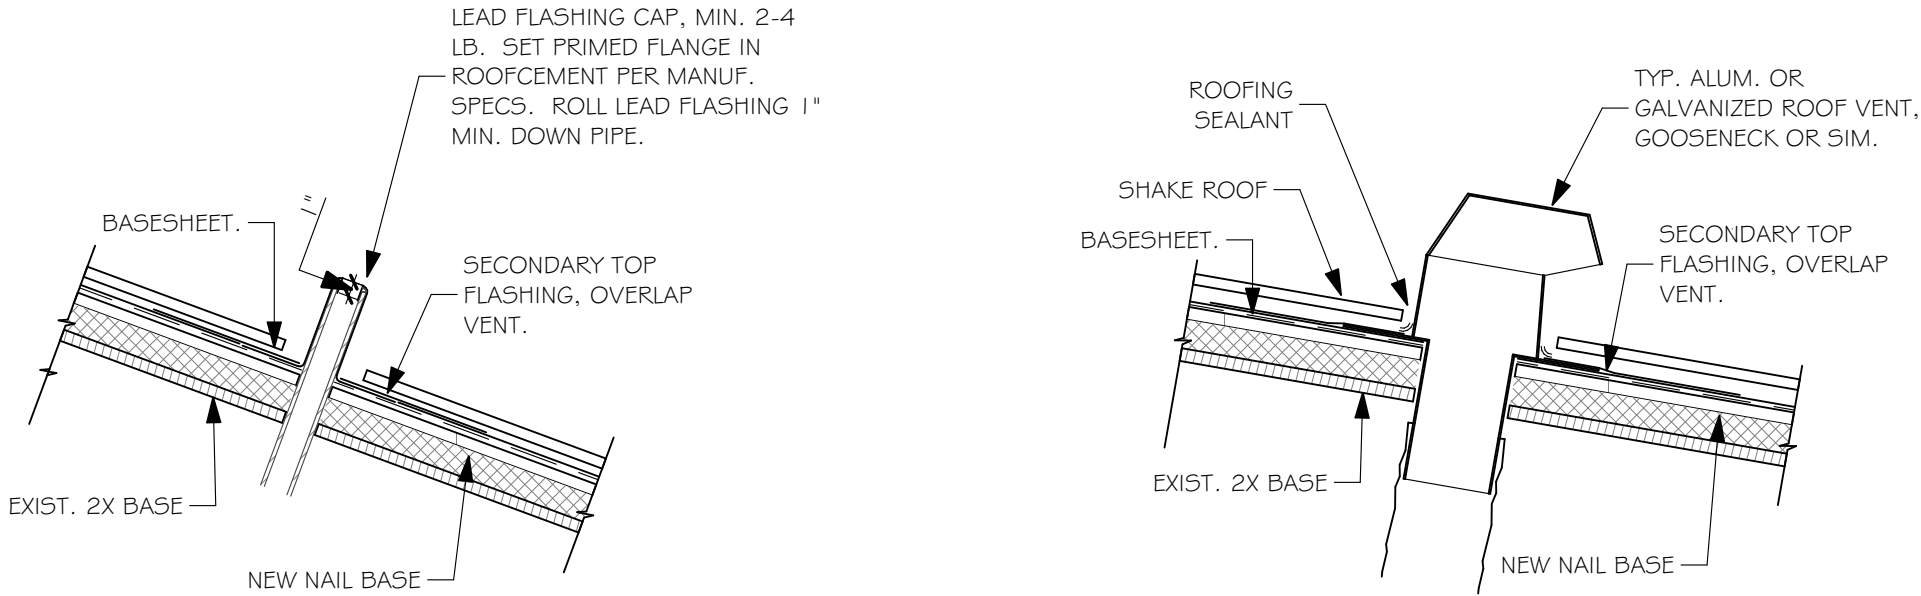 LEAD FLASHING CAP, MIN. 2-4
LB. SET PRIMED FLANGE IN
ROOFCEMENT PER MANUF.
SPECS. ROLL LEAD FLASHING 1"
MIN. DOWN PIPE.
1"
BASESHEET.
SECONDARY TOP
FLASHING, OVERLAP
VENT.
EXIST. 2X BASE
NEW NAIL BASE
ROOFING
SEALANT
TYP. ALUM. OR
GALVANIZED ROOF VENT,
GOOSENECK OR SIM.
SHAKE ROOF
BASESHEET.
SECONDARY TOP
FLASHING, OVERLAP
VENT.
EXIST. 2X BASE
NEW NAIL BASE